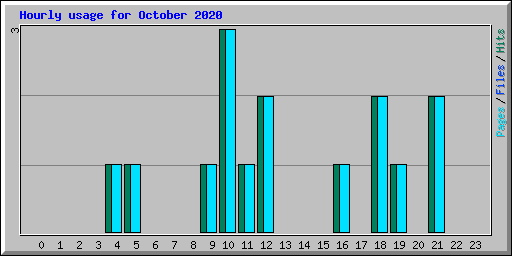 Hourly usage for October 2020
3
Pages/Files/Hits
0 1 2 3 4 5 6 7 8 9 10 11 12 13 14 15 16 17 18 19 20 21 22 23